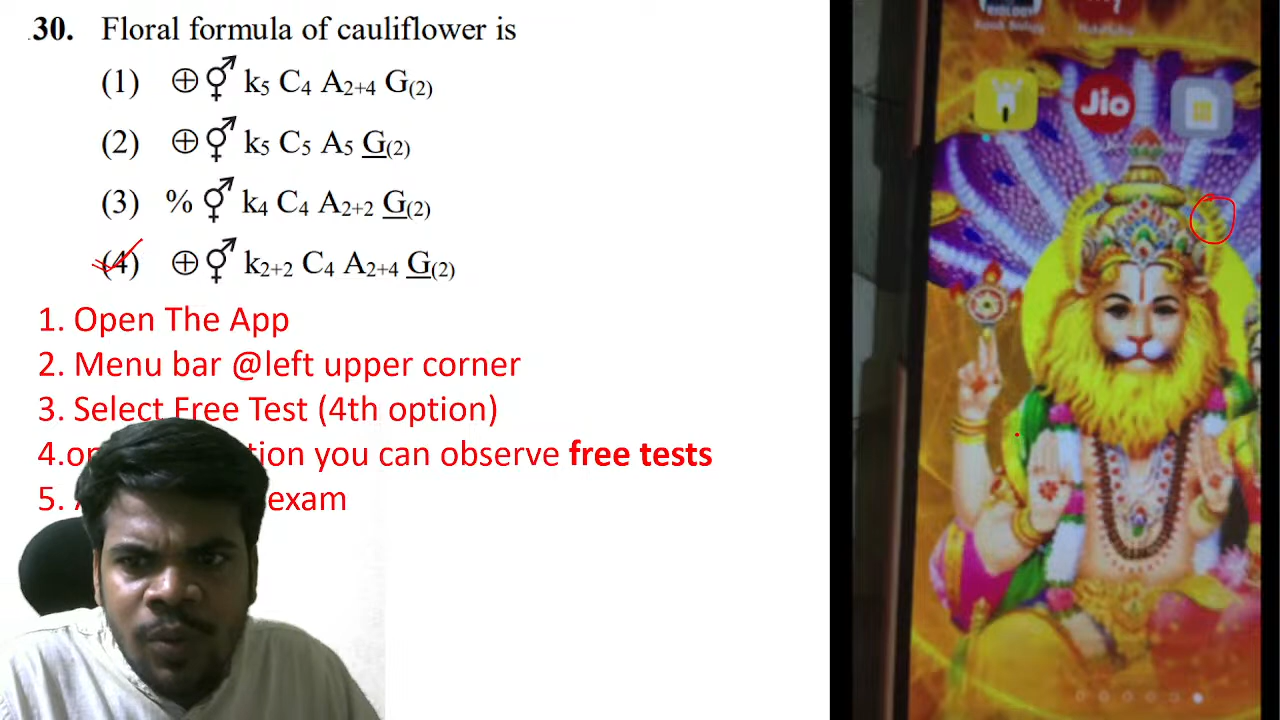 30. Floral formula of cauliflower is
(1) ⊕ ⚥ k5 C4 A2+4 G(2)
(2) ⊕ ⚥ k5 C5 A5 G(2)
(3) % ⚥ k4 C4 A2+2 G(2)
(4) ⊕ ⚥ k2+2 C4 A2+4 G(2)
1. Open The App
2. Menu bar @left upper corner
3. Select Free Test (4th option)
4. you can observe free tests
5. exam
Jio